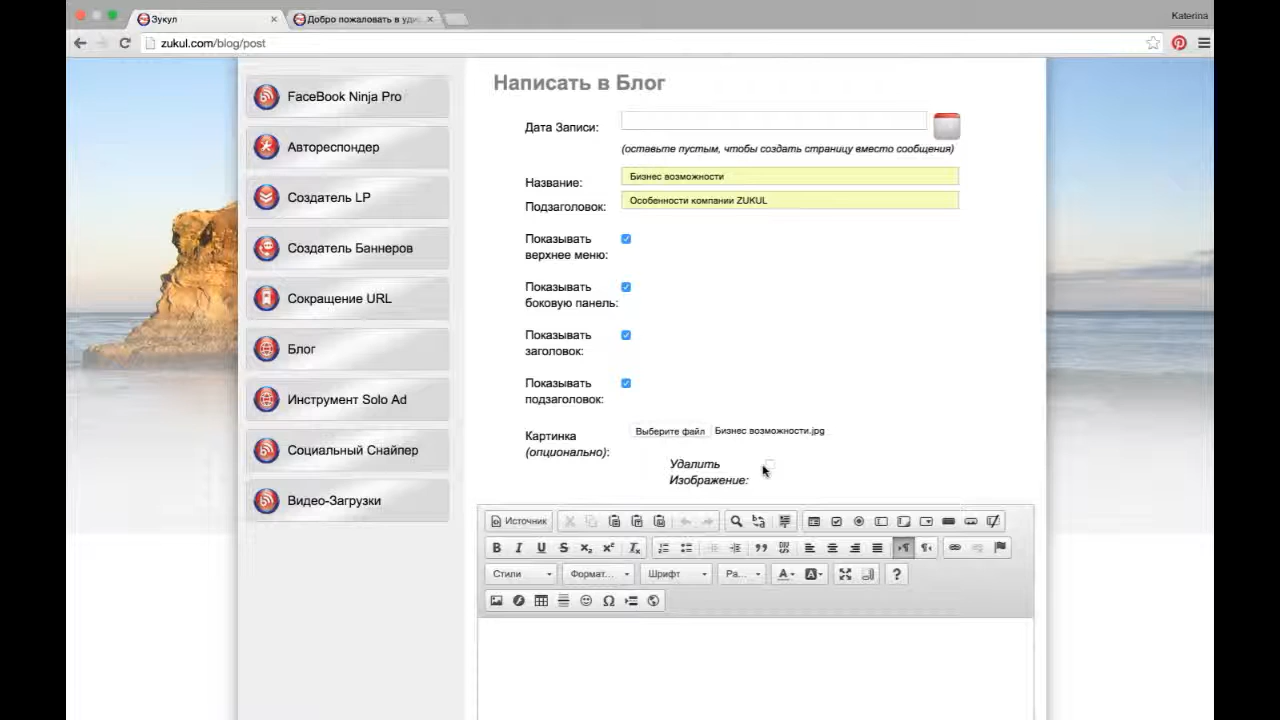 Зукул
Добро пожаловать в уди
Katerina
zukul.com/blog/post
FaceBook Ninja Pro
Автореспондер
Создатель LP
Создатель Баннеров
Сокращение URL
Блог
Инструмент Solo Ad
Социальный Снайпер
Видео-Загрузки
Написать в Блог
Дата Записи:
(оставьте пустым, чтобы создать страницу вместо сообщения)
Название:
Бизнес возможности
Подзаголовок:
Особенности компании ZUKUL
Показывать
верхнее меню:
Показывать
боковую панель:
Показывать
заголовок:
Показывать
подзаголовок:
Картинка
(опционально):
Выберите файл Бизнес возможности.jpg
Удалить
Изображение:
Источник
Стили Формат... Шрифт Ра...